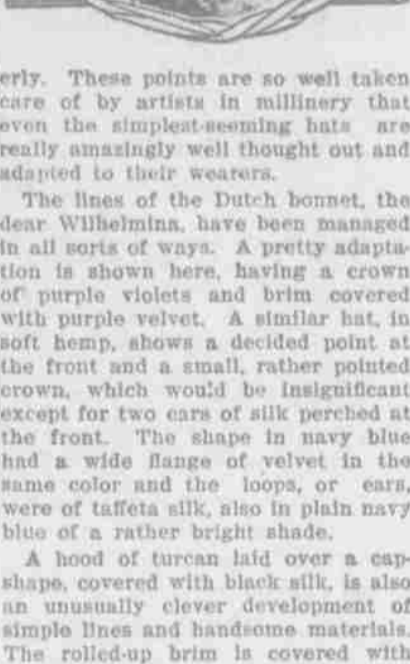 erly. These points are so well taken
care of by artists in millinery that
even the simplest-seeming hats are
really amazingly well thought out and
adapted to their wearers.
The lines of the Dutch bonnet, the
dear Wilhelmina, have been managed
in all sorts of ways. A pretty adapta-
tion is shown here, having a crown
of purple violets and brim covered
with purple velvet. A similar hat, in
soft hemp, shows a decided point at
the front and a small, rather pointed
crown, which would be insignificant
except for two ears of silk perched at
the front. The shape in navy blue
had a wide flange of velvet in the
same color and the loops, or ears,
were of taffeta silk, also in plain navy
blue of a rather bright shade.
A hood of turcan laid over a cap-
shape, covered with black silk, is also
an unusually clever development of
simple lines and handsome materials.
The rolled-up brim is covered with